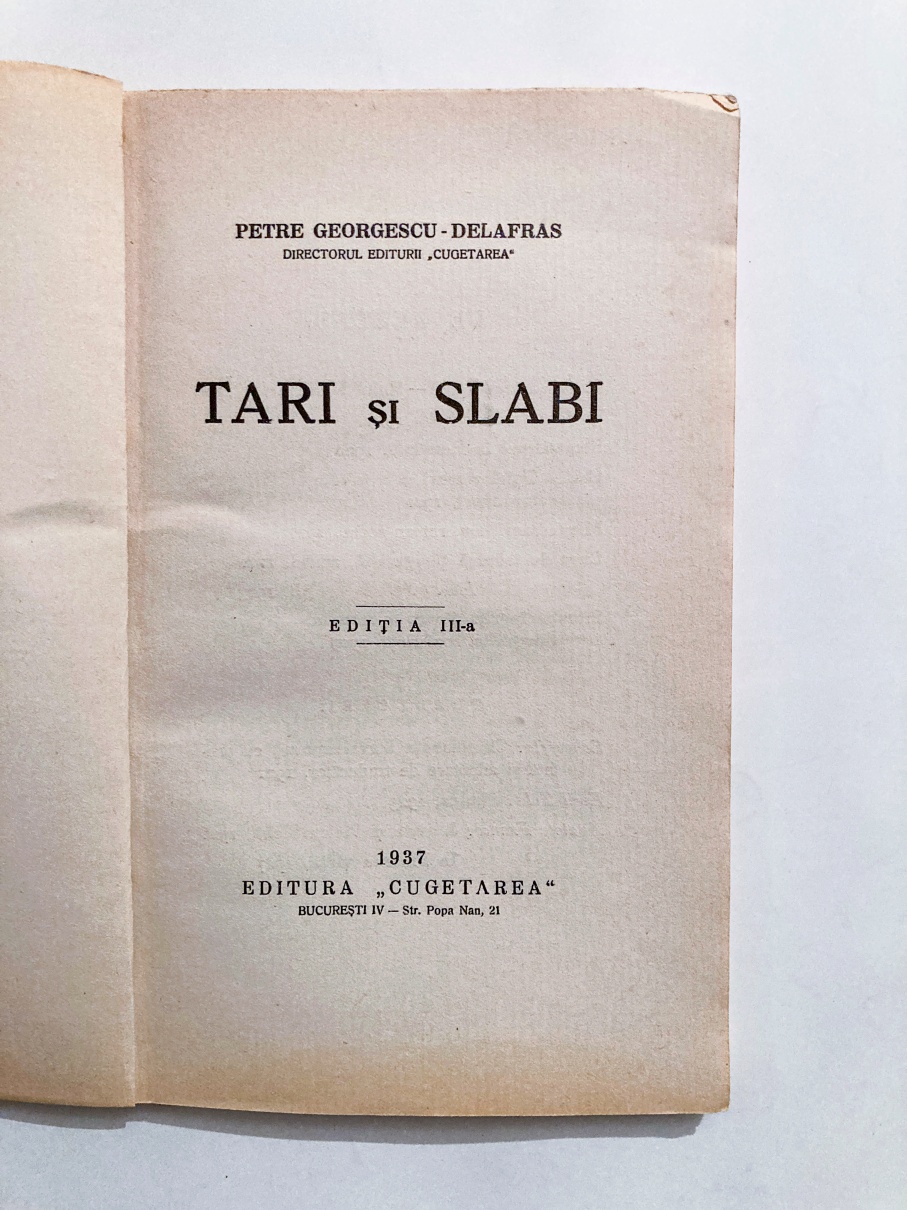 PETRE GEORGESCU - DELAFRAS
DIRECTORUL EDITURII „CUGETAREA“
TARI ŞI SLABI
EDIŢIA III-a
1937
EDITURA „CUGETAREA“
BUCUREŞTI IV — Str. Popa Nan, 21